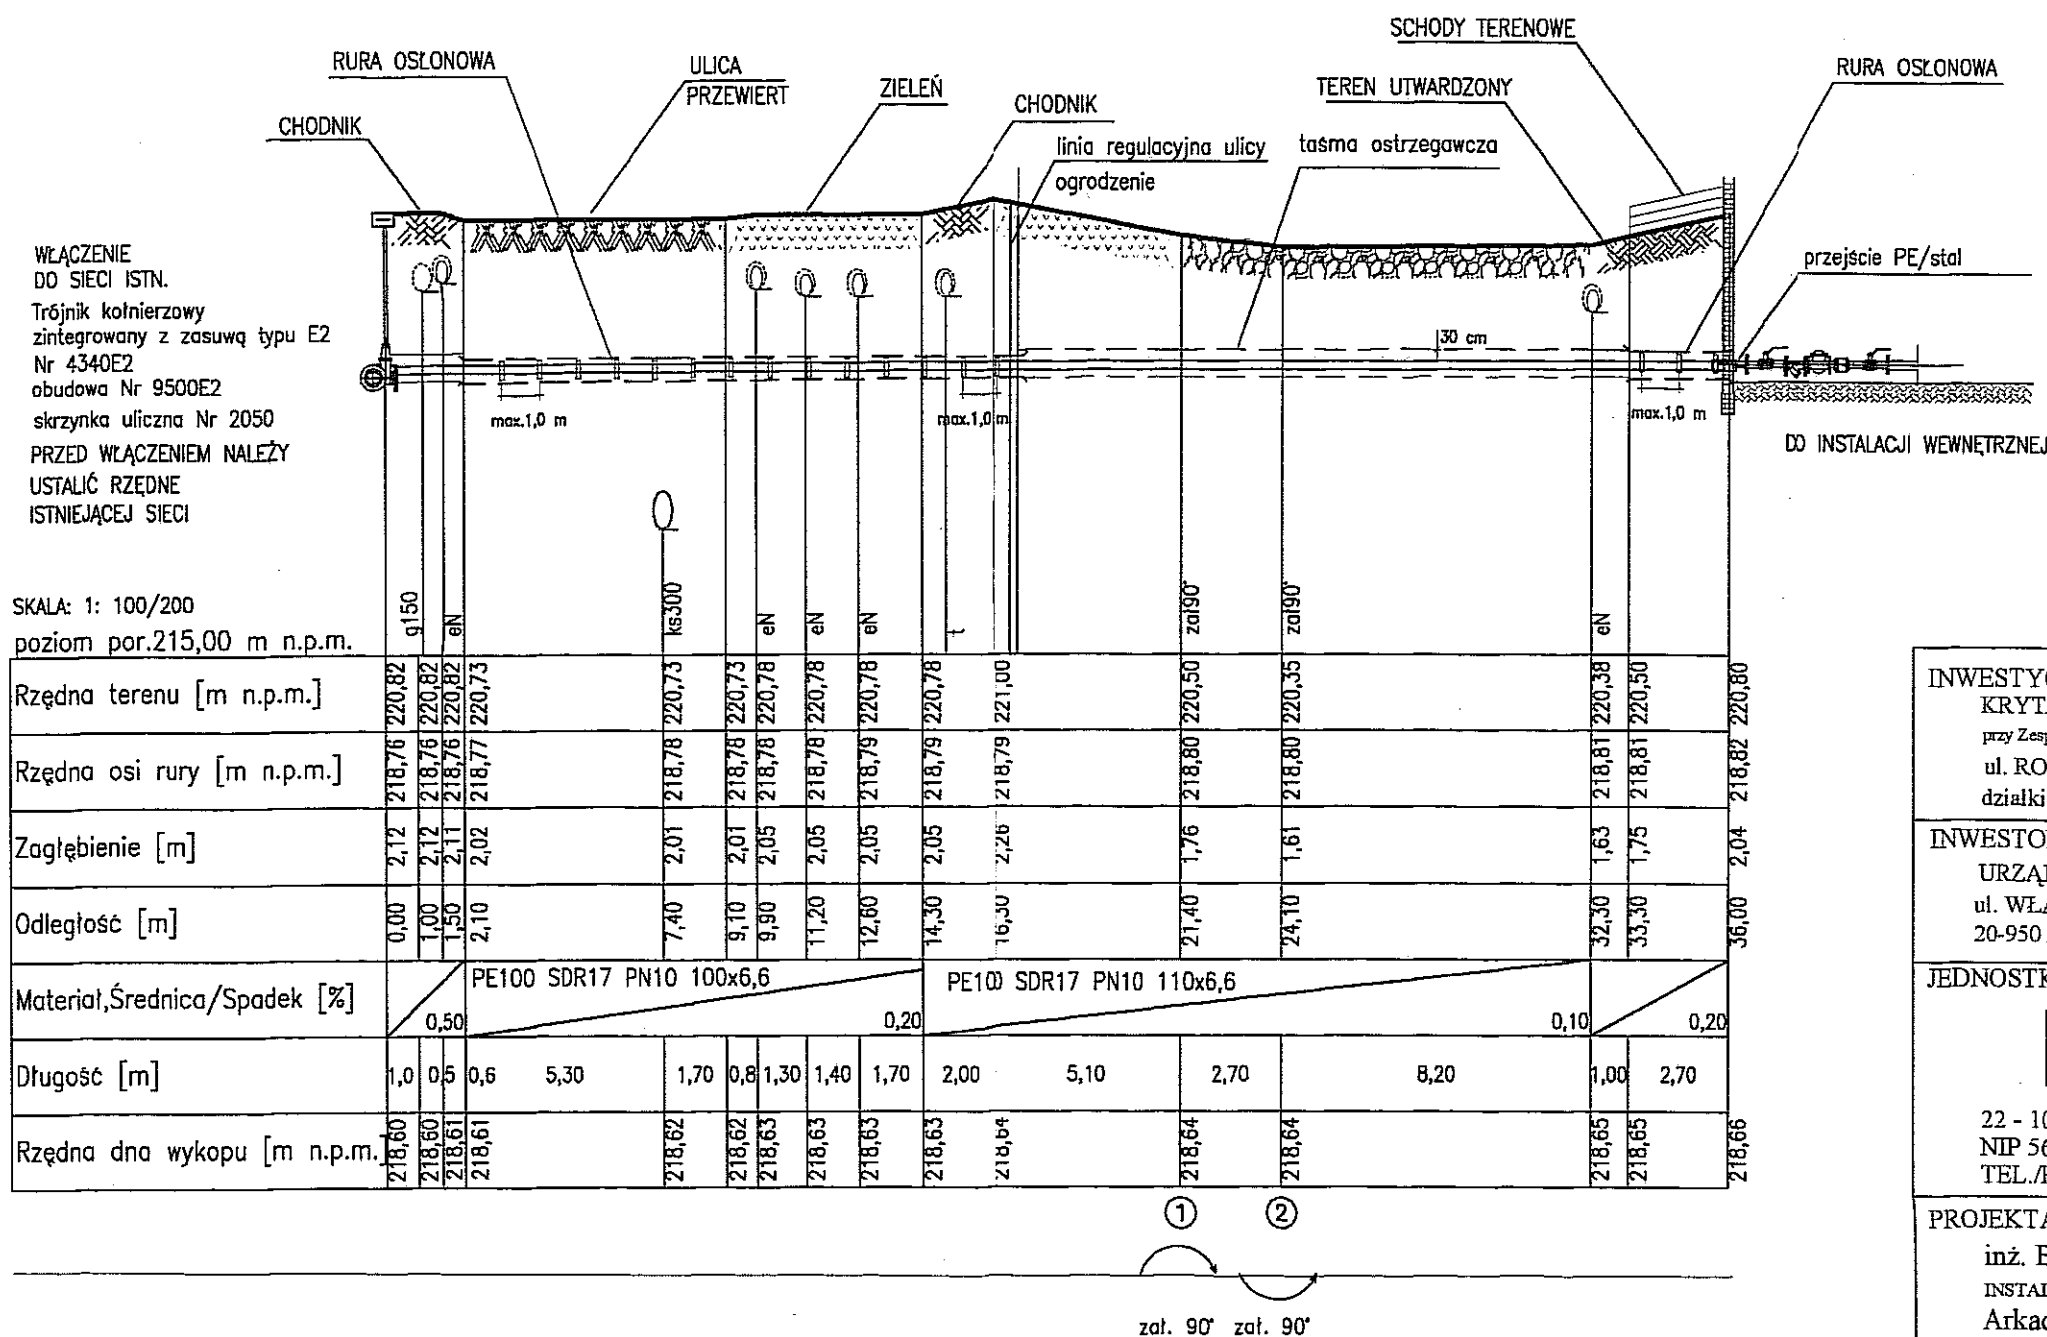 SCHODY TERENOWE
RURA OSŁONOWA
ULICA
PRZEWIERT
ZIELEŃ
CHODNIK
TEREN UTWARDZONY
RURA OSŁONOWA
CHODNIK
linia regulacyjna ulicy
ogrodzenie
taśma ostrzegawcza
przejście PE/stal
WŁĄCZENIE
DO SIECI ISTN.
Trójnik kołnierzowy
zintegrowany z zasuwą typu E2
Nr 4340E2
obudowa Nr 9500E2
skrzynka uliczna Nr 2050
PRZED WŁĄCZENIEM NALEŻY
USTALIĆ RZĘDNE
ISTNIEJĄCEJ SIECI
30 cm
max.1,0 m
max.1,0 m
max.1,0 m
DO INSTALACJI WEWNĘTRZNEJ
SKALA: 1: 100/200
poziom por.215,00 m n.p.m.
g150 eN ks300 eN eN eN t zał90° zał90° eN
Rzędna terenu [m n.p.m.] 220,82 220,82 220,82 220,73 220,73 220,73 220,78 220,78 220,78 220,78 221,00 220,50 220,35 220,38 220,50 220,80
Rzędna osi rury [m n.p.m.] 218,76 218,76 218,76 218,77 218,78 218,78 218,78 218,78 218,79 218,79 218,79 218,80 218,80 218,81 218,81 218,82
Zagłębienie [m] 2,12 2,12 2,11 2,02 2,01 2,01 2,05 2,05 2,05 2,05 2,26 1,76 1,61 1,63 1,75 2,04
Odległość [m] 0,00 1,00 1,50 2,10 7,40 9,10 9,90 11,20 12,60 14,30 16,30 21,40 24,10 32,30 33,30 36,00
Materiał,Średnica/Spadek [%] 0,50 PE100 SDR17 PN10 100x6,6 0,20 PE100 SDR17 PN10 110x6,6 0,10 0,20
Długość [m] 1,0 0,5 0,6 5,30 1,70 0,8 1,30 1,40 1,70 2,00 5,10 2,70 8,20 1,00 2,70
Rzędna dna wykopu [m n.p.m.] 218,60 218,60 218,61 218,61 218,62 218,62 218,63 218,63 218,63 218,63 218,64 218,64 218,64 218,65 218,65 218,66
1 2
zał. 90° zał. 90°
INWESTYC
KRYTA
przy Zesp
ul. RO
działki
INWESTO
URZĄ
ul. WŁA
20-950
JEDNOSTK
22 - 10
NIP 56
TEL./
PROJEKTA
inż. B
INSTAL
Arkad